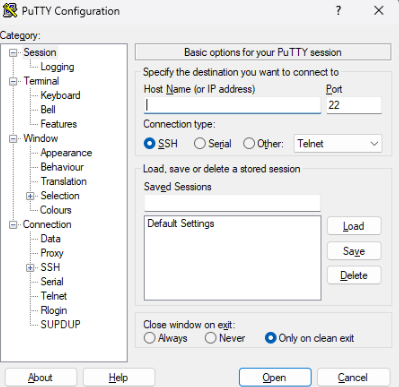 PuTTY Configuration
?
Category:
Session
Logging
Terminal
Keyboard
Bell
Features
Window
Appearance
Behaviour
Translation
Selection
Colours
Connection
Data
Proxy
SSH
Serial
Telnet
Rlogin
SUPDUP
Basic options for your PuTTY session
Specify the destination you want to connect to
Host Name (or IP address) Port
22
Connection type:
SSH Serial Other: Telnet
Load, save or delete a stored session
Saved Sessions
Default Settings
Load
Save
Delete
Close window on exit:
Always Never Only on clean exit
About Help Open Cancel